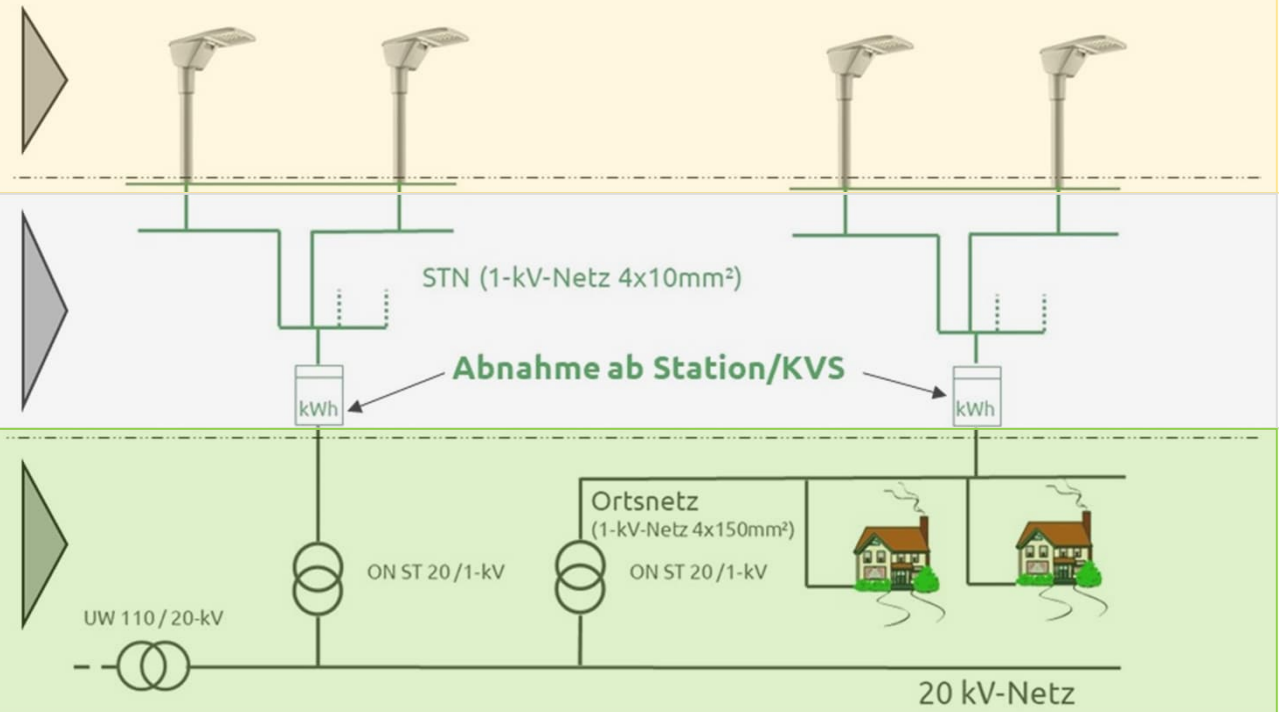 STN (1-kV-Netz 4x10mm²)
Abnahme ab Station/KVS
kWh
kWh
Ortsnetz
(1-kV-Netz 4x150mm²)
ON ST 20/1-kV
ON ST 20/1-kV
UW 110/20-kV
20 kV-Netz